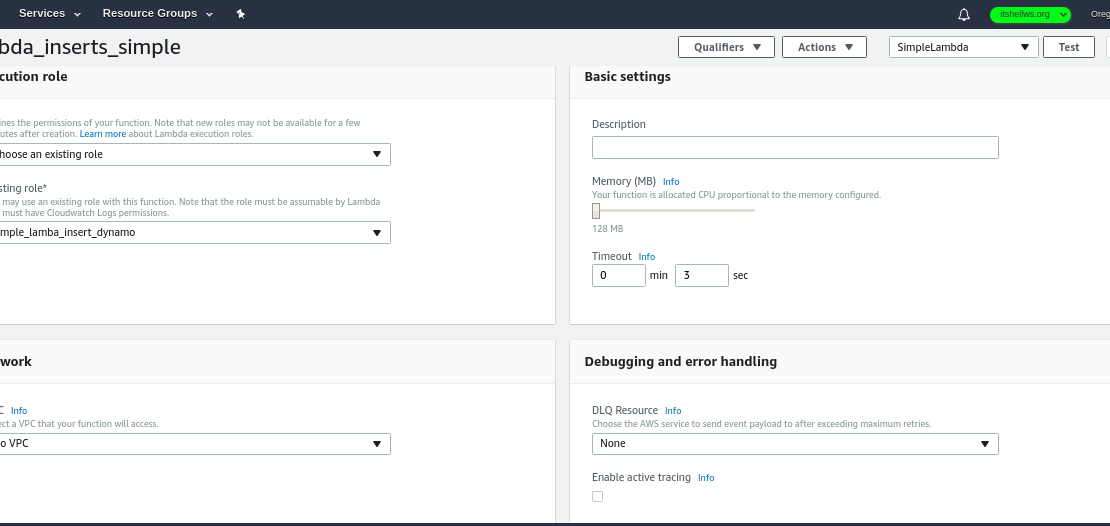 Services
Resource Groups
itshellws.org
Oreg
bda_inserts_simple
Qualifiers
Actions
SimpleLambda
Test
cution role
ines the permissions of your function. Note that new roles may not be available for a few
utes after creation. Learn more about Lambda execution roles.
hoose an existing role
sting role*
may use an existing role with this function. Note that the role must be assumable by Lambda
must have Cloudwatch Logs permissions.
mple_lamba_insert_dynamo
Basic settings
Description
Memory (MB) Info
Your function is allocated CPU proportional to the memory configured.
128 MB
Timeout Info
0 min 3 sec
work
C Info
ect a VPC that your function will access.
o VPC
Debugging and error handling
DLQ Resource Info
Choose the AWS service to send event payload to after exceeding maximum retries.
None
Enable active tracing Info